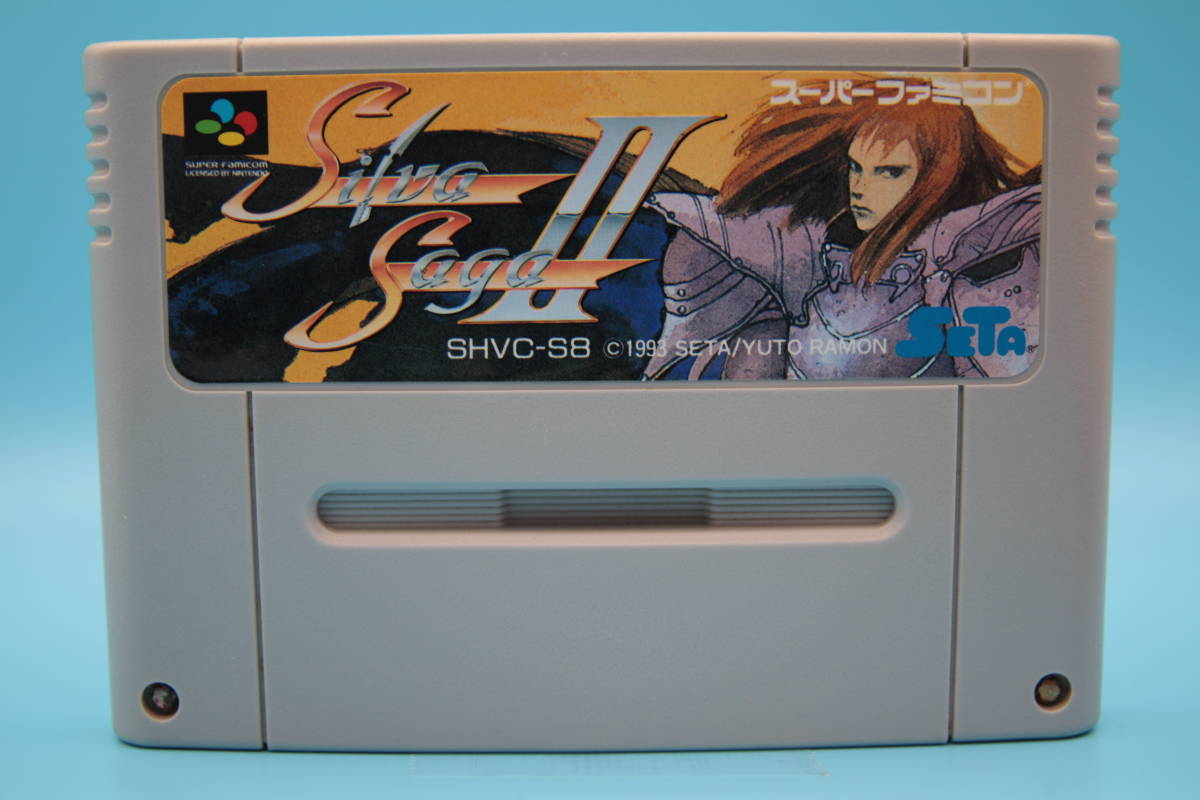 スーパーファミコン
SUPER FAMICOM
LICENSED BY NINTENDO
Silva
Saga II
SHVC-S8 ©1993 SETA/YUTO RAMON
SETA®